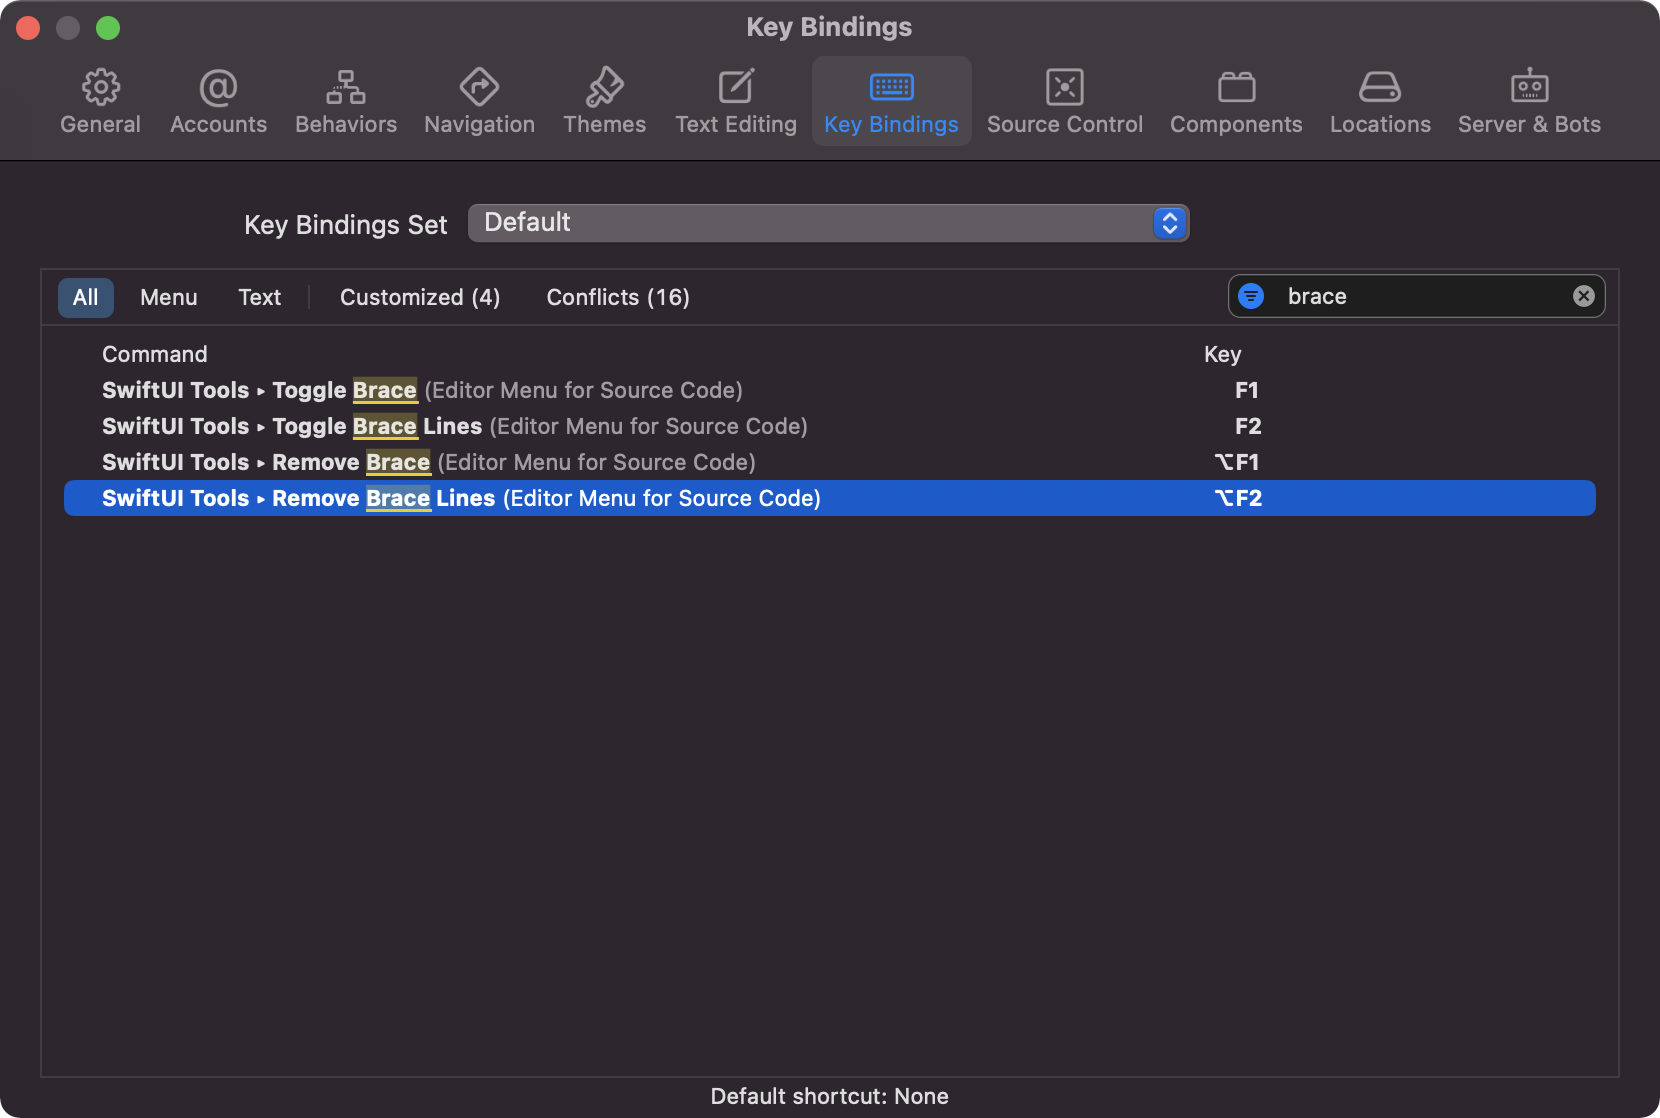 Key Bindings
General Accounts Behaviors Navigation Themes Text Editing Key Bindings Source Control Components Locations Server & Bots
Key Bindings Set Default
All Menu Text Customized (4) Conflicts (16) brace
Command Key
SwiftUI Tools ▸ Toggle Brace (Editor Menu for Source Code) F1
SwiftUI Tools ▸ Toggle Brace Lines (Editor Menu for Source Code) F2
SwiftUI Tools ▸ Remove Brace (Editor Menu for Source Code) ⌥F1
SwiftUI Tools ▸ Remove Brace Lines (Editor Menu for Source Code) ⌥F2
Default shortcut: None